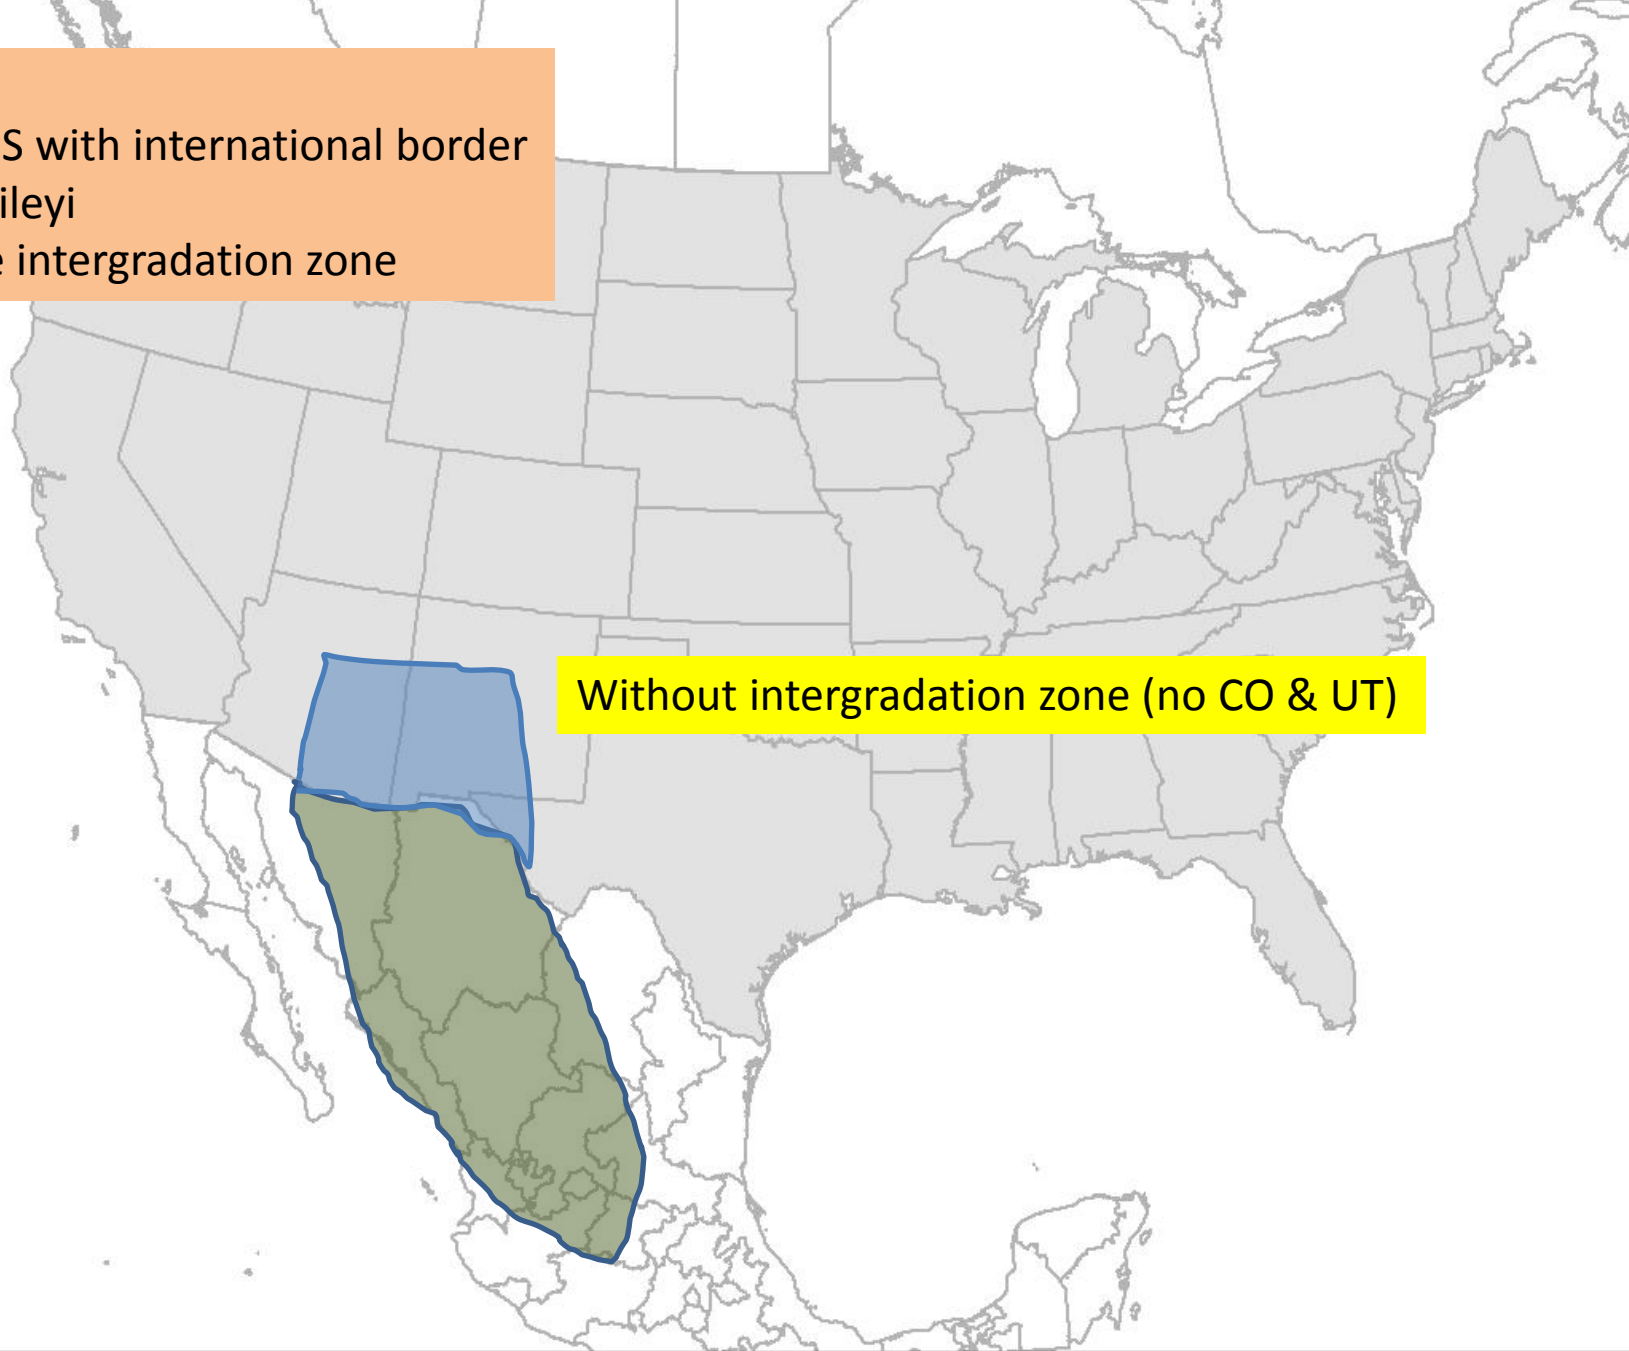 S with international border
ileyi
e intergradation zone
Without intergradation zone (no CO & UT)